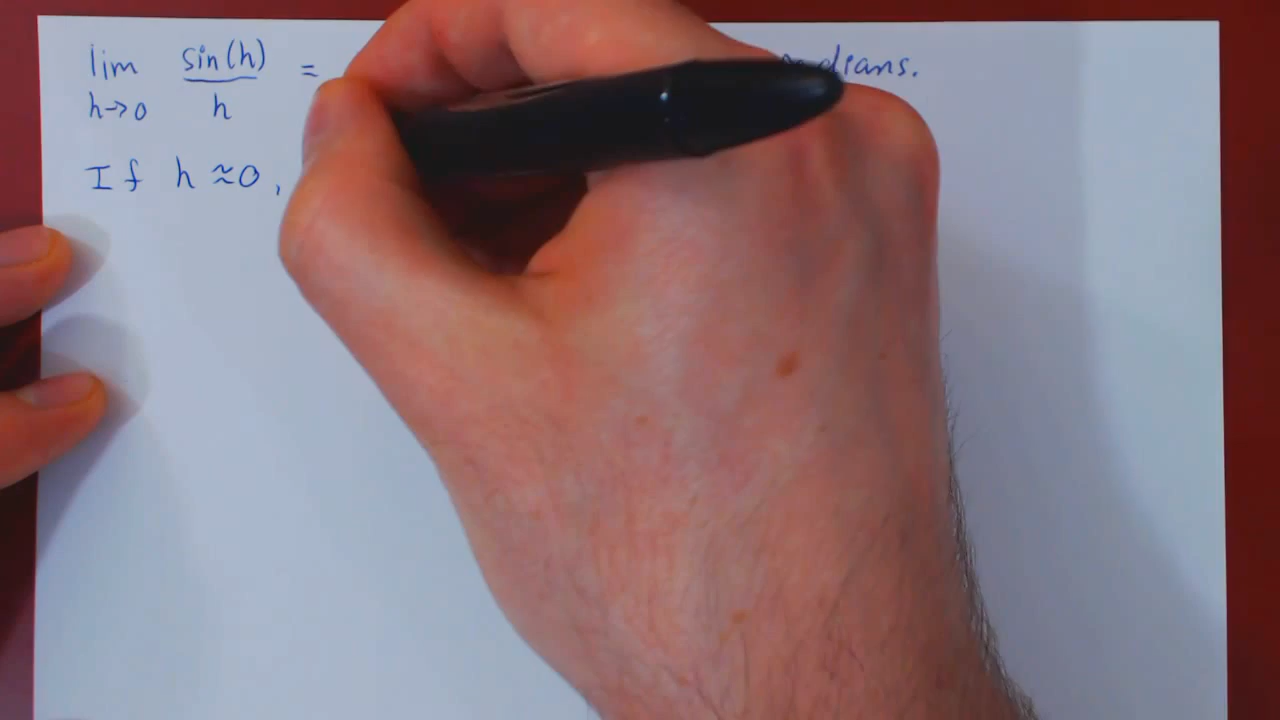 lim sin(h)/h =
h→0
If h ≈0,